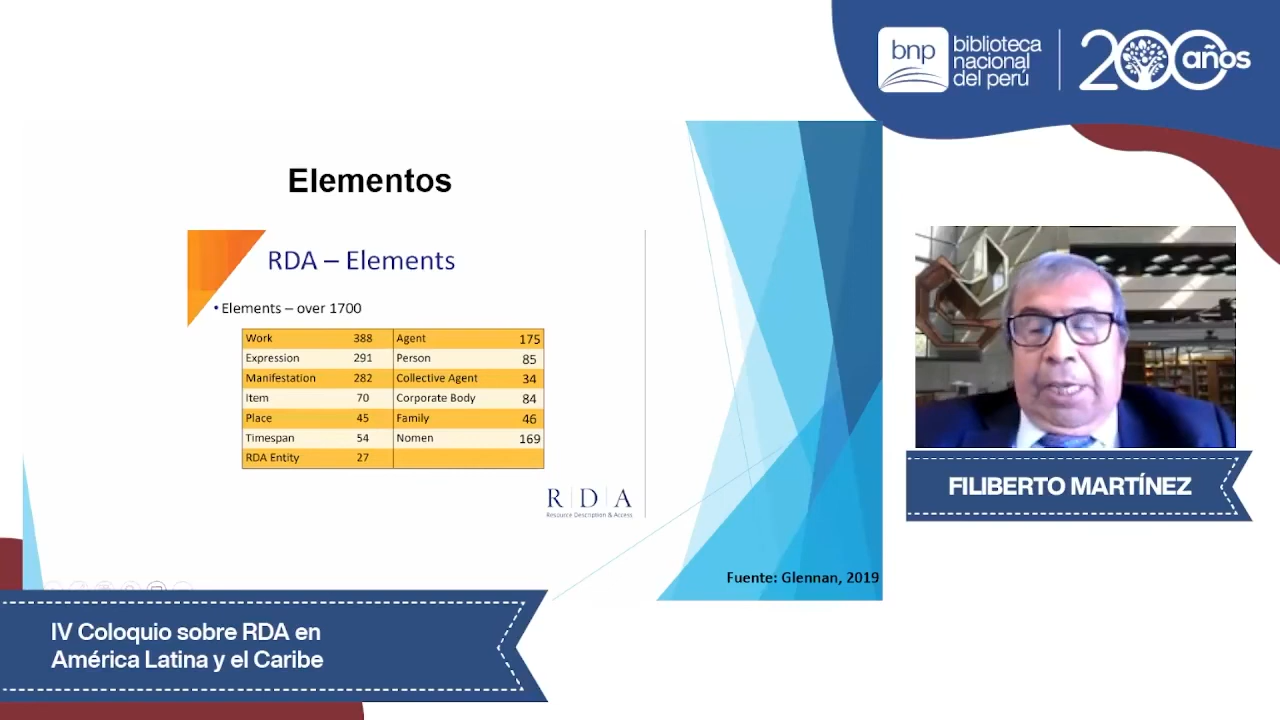 bnp
biblioteca
nacional
del perú
200 años
Elementos
RDA – Elements
• Elements – over 1700
Work 388 Agent 175
Expression 291 Person 85
Manifestation 282 Collective Agent 34
Item 70 Corporate Body 84
Place 45 Family 46
Timespan 54 Nomen 169
RDA Entity 27
R D A
Resource Description & Access
Fuente: Glennan, 2019
FILIBERTO MARTÍNEZ
IV Coloquio sobre RDA en
América Latina y el Caribe